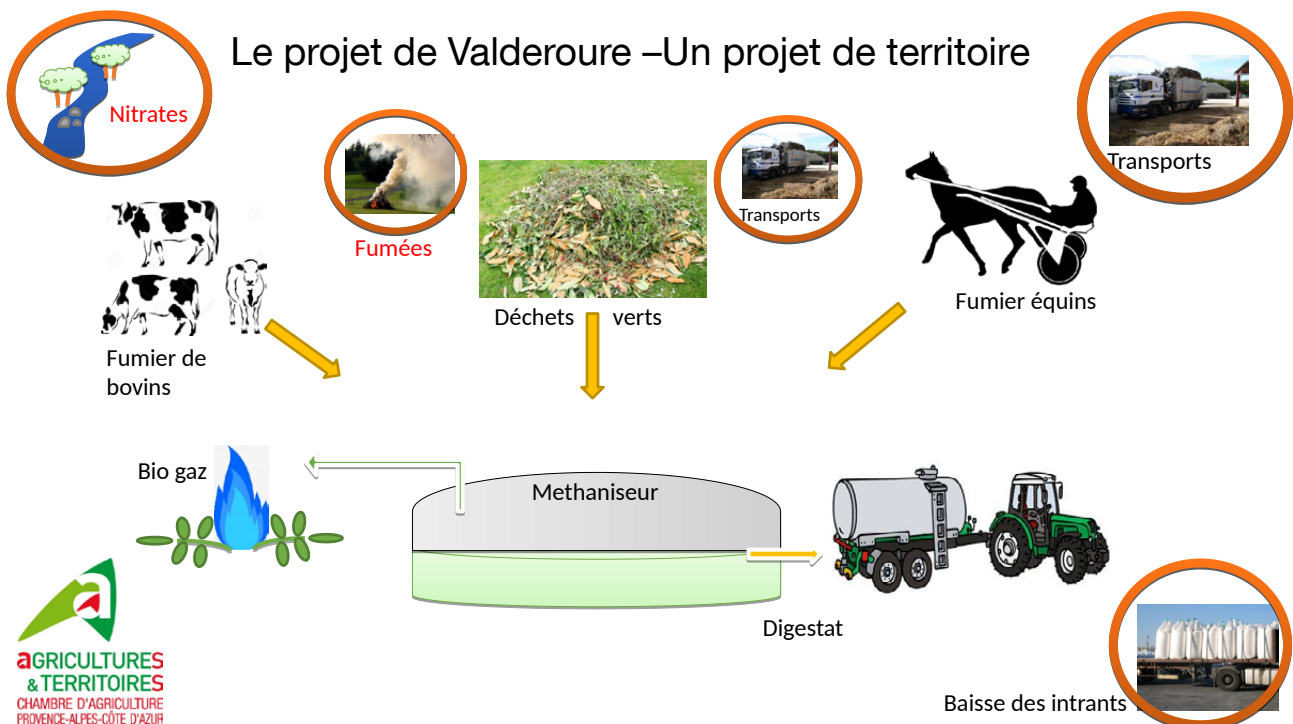 Le projet de Valderoure –Un projet de territoire
Nitrates
Transports
Fumées
Transports
Déchets verts
Fumier équins
Fumier de
bovins
Bio gaz
Methaniseur
Digestat
aGRICULTURES
& TERRITOIRES
CHAMBRE D'AGRICULTURE
PROVENCE-ALPES-CÔTE D'AZUR
Baisse des intrants